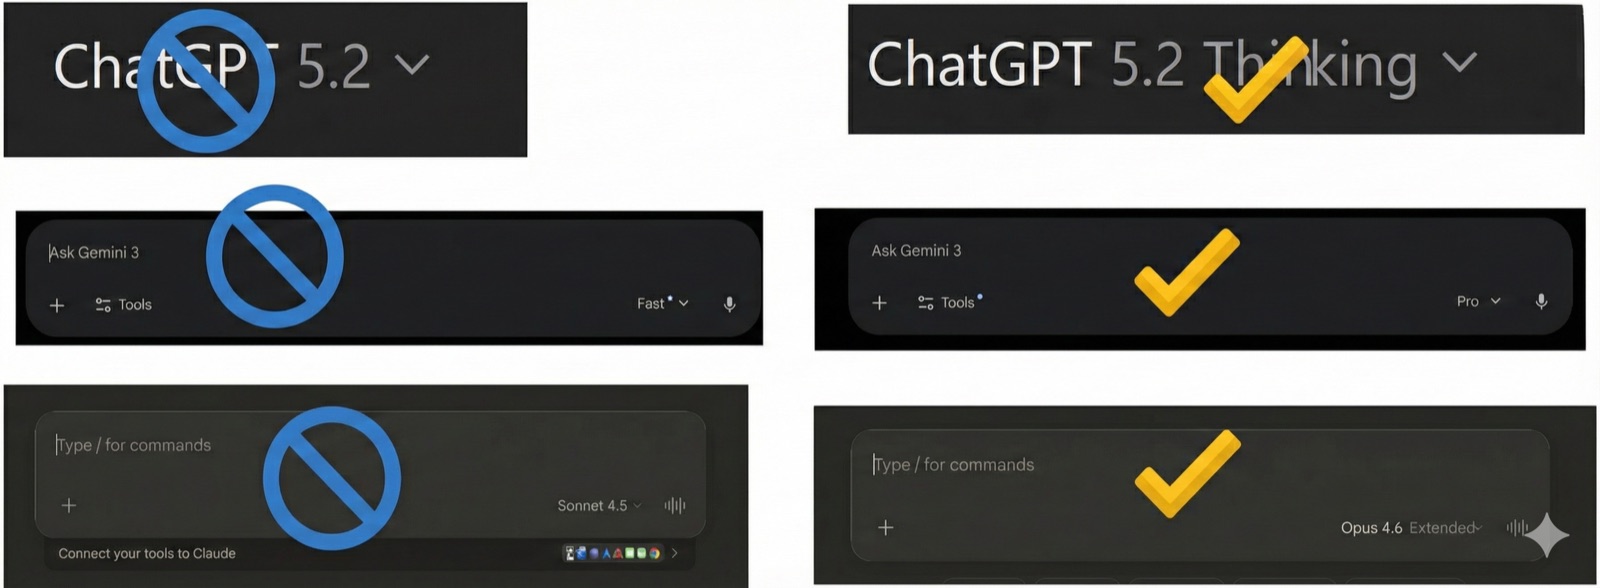 ChatGPT 5.2
ChatGPT 5.2 Thinking
Ask Gemini 3
Tools
Fast
Ask Gemini 3
Tools
Pro
Type / for commands
Sonnet 4.5
Connect your tools to Claude
Type / for commands
Opus 4.6 Extended